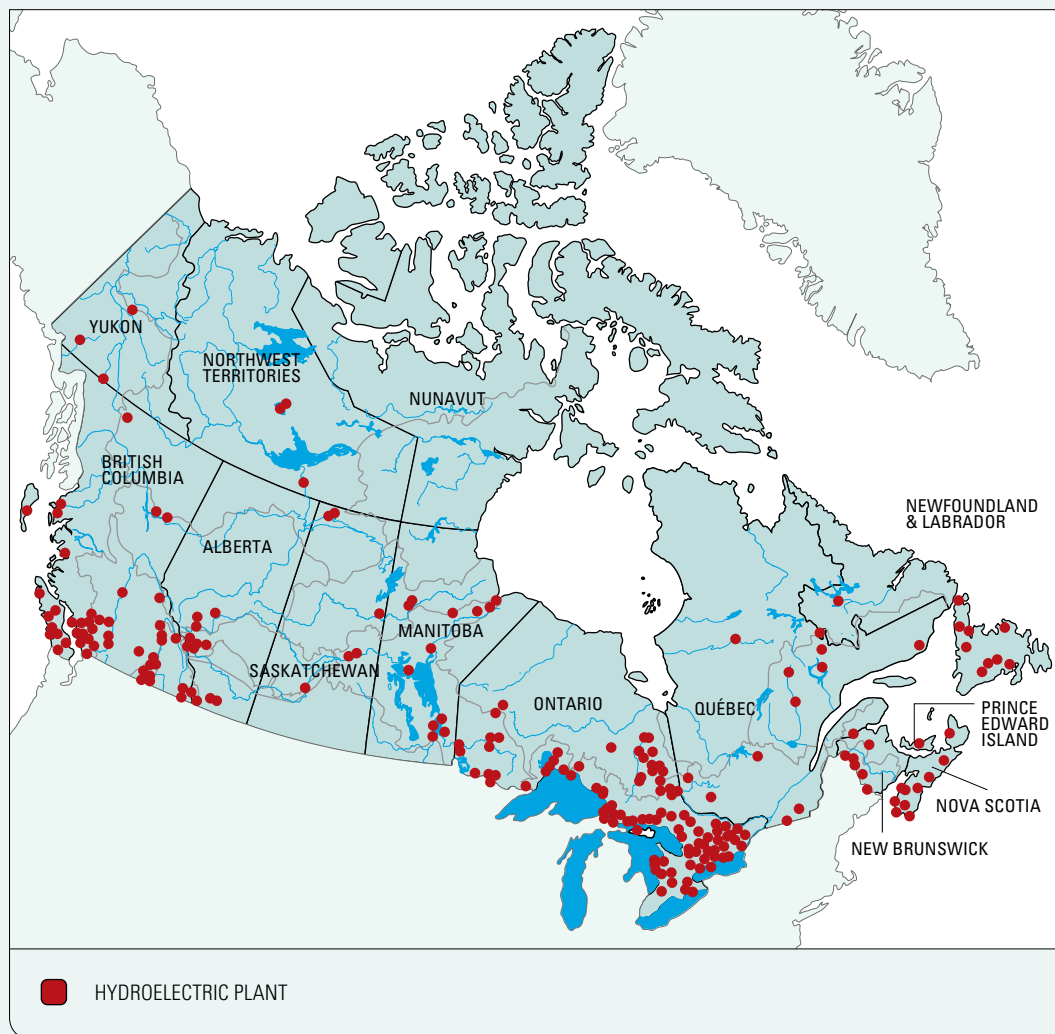 YUKON
NORTHWEST
TERRITORIES
NUNAVUT
BRITISH
COLUMBIA
ALBERTA
SASKATCHEWAN
MANITOBA
ONTARIO
QUÉBEC
NEWFOUNDLAND
& LABRADOR
PRINCE
EDWARD
ISLAND
NOVA SCOTIA
NEW BRUNSWICK
HYDROELECTRIC PLANT